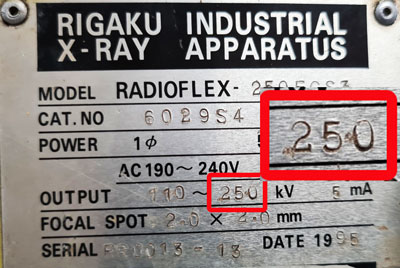 RIGAKU INDUSTRIAL
X-RAY APPARATUS
MODEL RADIOFLEX-
CAT.NO 6029S4
POWER 1φ
250
AC 190～240V
OUTPUT 110 ～ 250 kV 5 mA
FOCAL SPOT 2.0 × 2.0 mm
SERIAL 13 DATE 1995